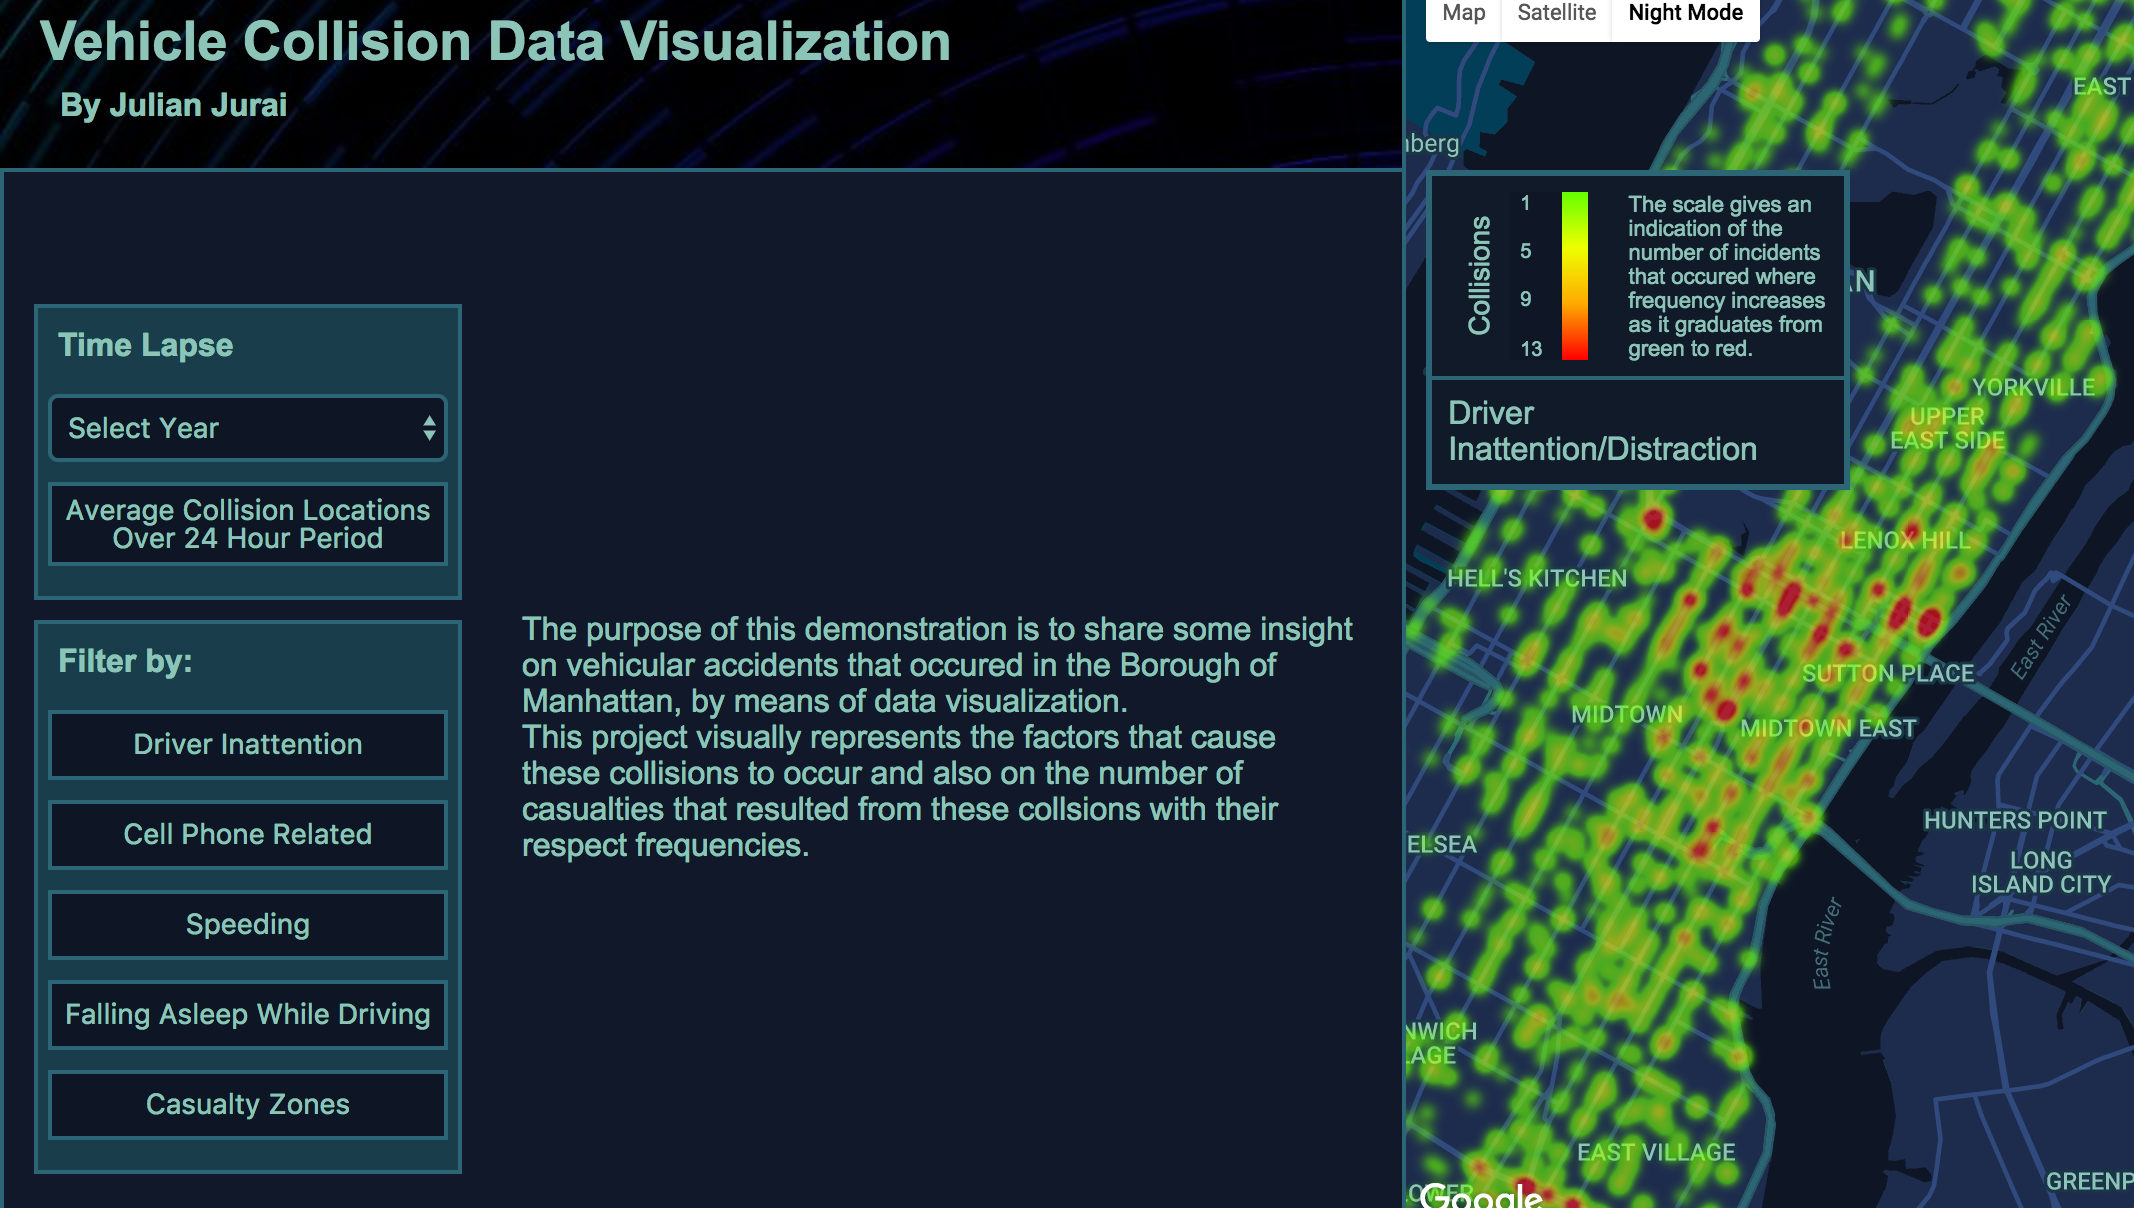 Vehicle Collision Data Visualization
By Julian Jurai
Time Lapse
Select Year
Average Collision Locations
Over 24 Hour Period
Filter by:
Driver Inattention
Cell Phone Related
Speeding
Falling Asleep While Driving
Casualty Zones
The purpose of this demonstration is to share some insight
on vehicular accidents that occured in the Borough of
Manhattan, by means of data visualization.
This project visually represents the factors that cause
these collisions to occur and also on the number of
casualties that resulted from these collsions with their
respect frequencies.
Map Satellite Night Mode
nberg
EAST
Collisions
1
5
9
13
The scale gives an
indication of the
number of incidents
that occured where
frequency increases
as it graduates from
green to red.
Driver
Inattention/Distraction
AN
YORKVILLE
UPPER
EAST SIDE
LENOX HILL
HELL'S KITCHEN
East River
SUTTON PLACE
MIDTOWN
MIDTOWN EAST
HUNTERS POINT
ELSEA
LONG
ISLAND CITY
East River
NWICH
LAGE
EAST VILLAGE
GREENP
LOWER
Google